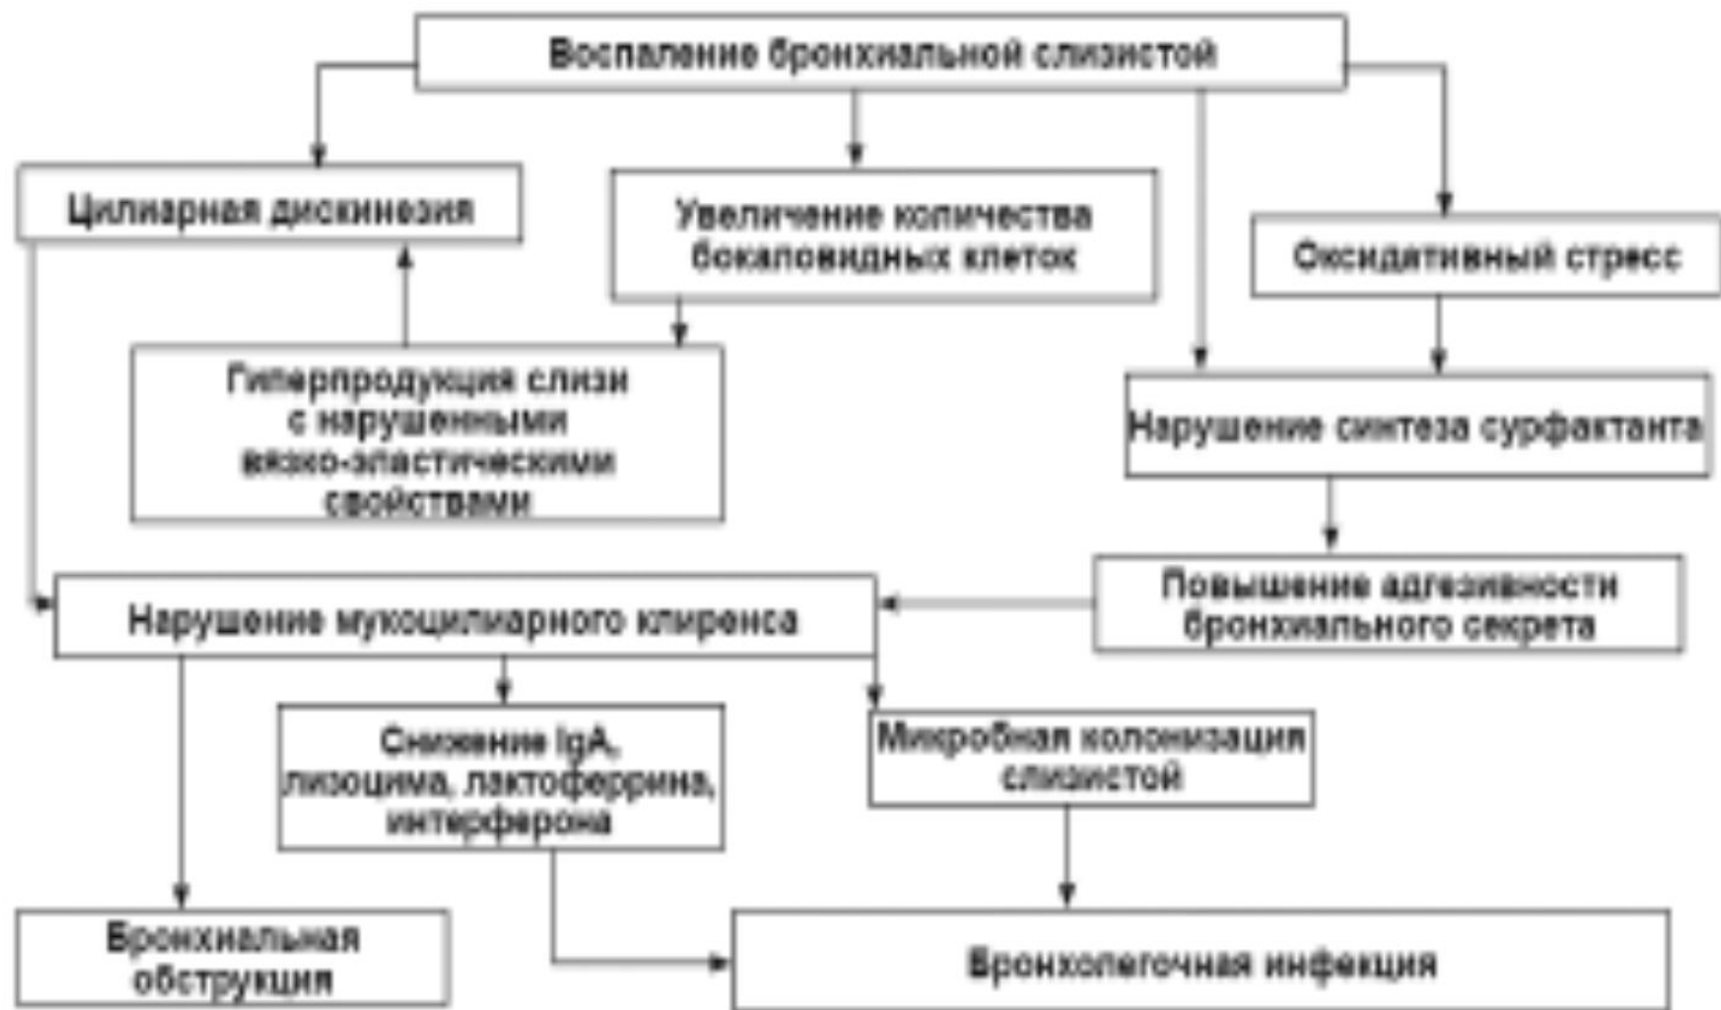 Воспаление бронхиальной слизистой
Цилиарная дискинезия
Увеличение количества
бокаловидных клеток
Оксидативный стресс
Гиперпродукция слизи
с нарушенными
вязко-эластическими
свойствами
Нарушение синтеза сурфактанта
Повышение адгезивности
бронхиального секрета
Нарушение мукоцилиарного клиренса
Снижение IgA,
лизоцима, лактоферрина,
интерферона
Микробная колонизация
слизистой
Бронхиальная
обструкция
Бронхолегочная инфекция